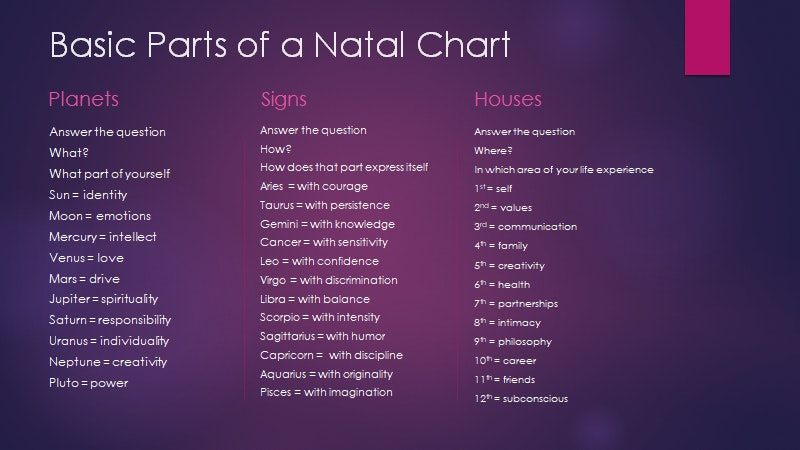 Basic Parts of a Natal Chart
Planets
Answer the question
What?
What part of yourself
Sun = identity
Moon = emotions
Mercury = intellect
Venus = love
Mars = drive
Jupiter = spirituality
Saturn = responsibility
Uranus = individuality
Neptune = creativity
Pluto = power
Signs
Answer the question
How?
How does that part express itself
Aries = with courage
Taurus = with persistence
Gemini = with knowledge
Cancer = with sensitivity
Leo = with confidence
Virgo = with discrimination
Libra = with balance
Scorpio = with intensity
Sagittarius = with humor
Capricorn = with discipline
Aquarius = with originality
Pisces = with imagination
Houses
Answer the question
Where?
In which area of your life experience
1st = self
2nd = values
3rd = communication
4th = family
5th = creativity
6th = health
7th = partnerships
8th = intimacy
9th = philosophy
10th = career
11th = friends
12th = subconscious